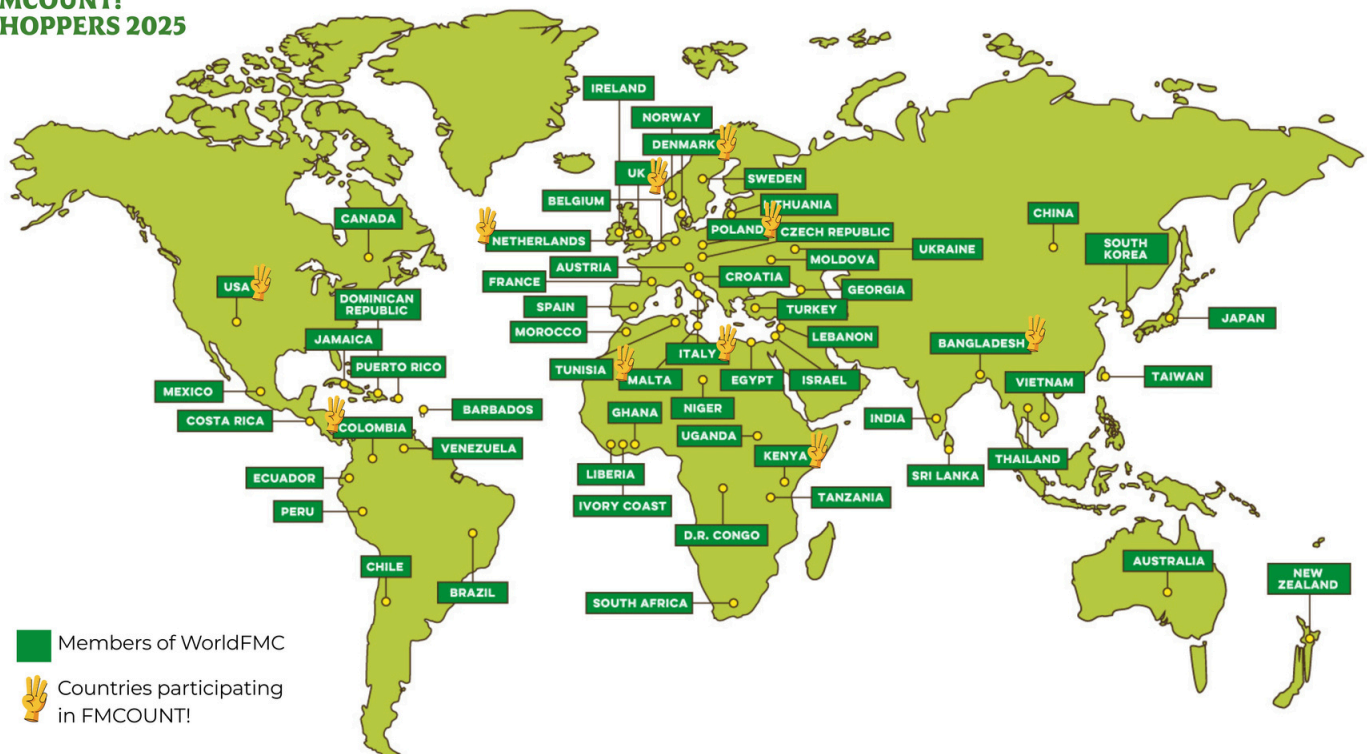 MCOUNT!
HOPPERS 2025
IRELAND
NORWAY
DENMARK
UK
SWEDEN
BELGIUM
LITHUANIA
CANADA
POLAND
CZECH REPUBLIC
CHINA
NETHERLANDS
UKRAINE
SOUTH
KOREA
MOLDOVA
AUSTRIA
CROATIA
FRANCE
USA
GEORGIA
DOMINICAN
REPUBLIC
SPAIN
TURKEY
JAPAN
MOROCCO
LEBANON
JAMAICA
BANGLADESH
ITALY
PUERTO RICO
TUNISIA
MALTA
EGYPT
ISRAEL
VIETNAM
TAIWAN
MEXICO
BARBADOS
GHANA
NIGER
COSTA RICA
INDIA
COLOMBIA
UGANDA
VENEZUELA
KENYA
THAILAND
ECUADOR
LIBERIA
SRI LANKA
TANZANIA
IVORY COAST
PERU
D.R. CONGO
AUSTRALIA
CHILE
NEW
ZEALAND
BRAZIL
SOUTH AFRICA
Members of WorldFMC
Countries participating
in FMCOUNT!